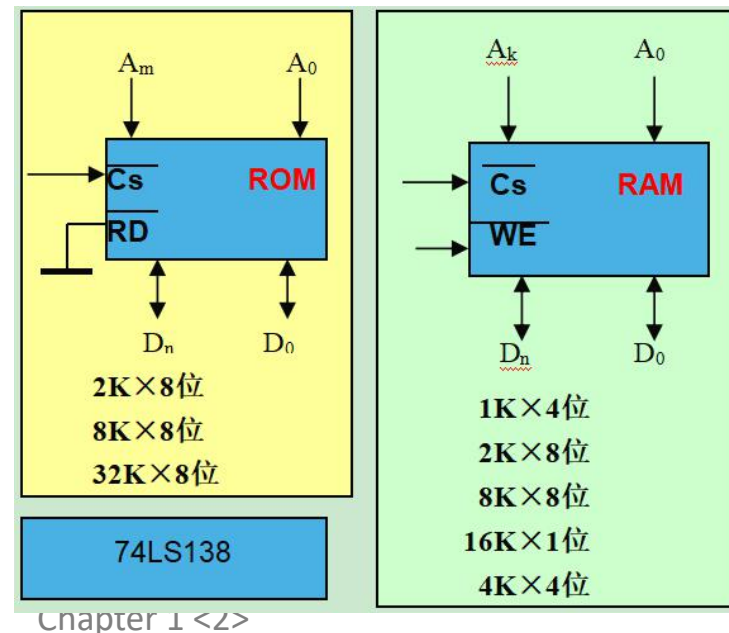 Am A0
Cs ROM
RD
Dn D0
2K×8位
8K×8位
32K×8位
74LS138
Ak A0
Cs RAM
WE
Dn D0
1K×4位
2K×8位
8K×8位
16K×1位
4K×4位
Chapter 1 <2>